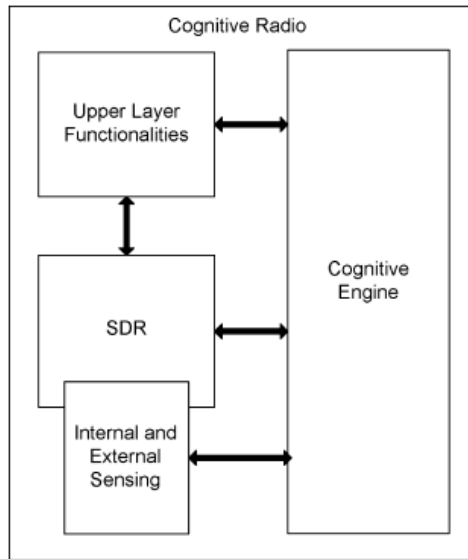 Cognitive Radio
Upper Layer
Functionalities
Cognitive
Engine
SDR
Internal and
External
Sensing